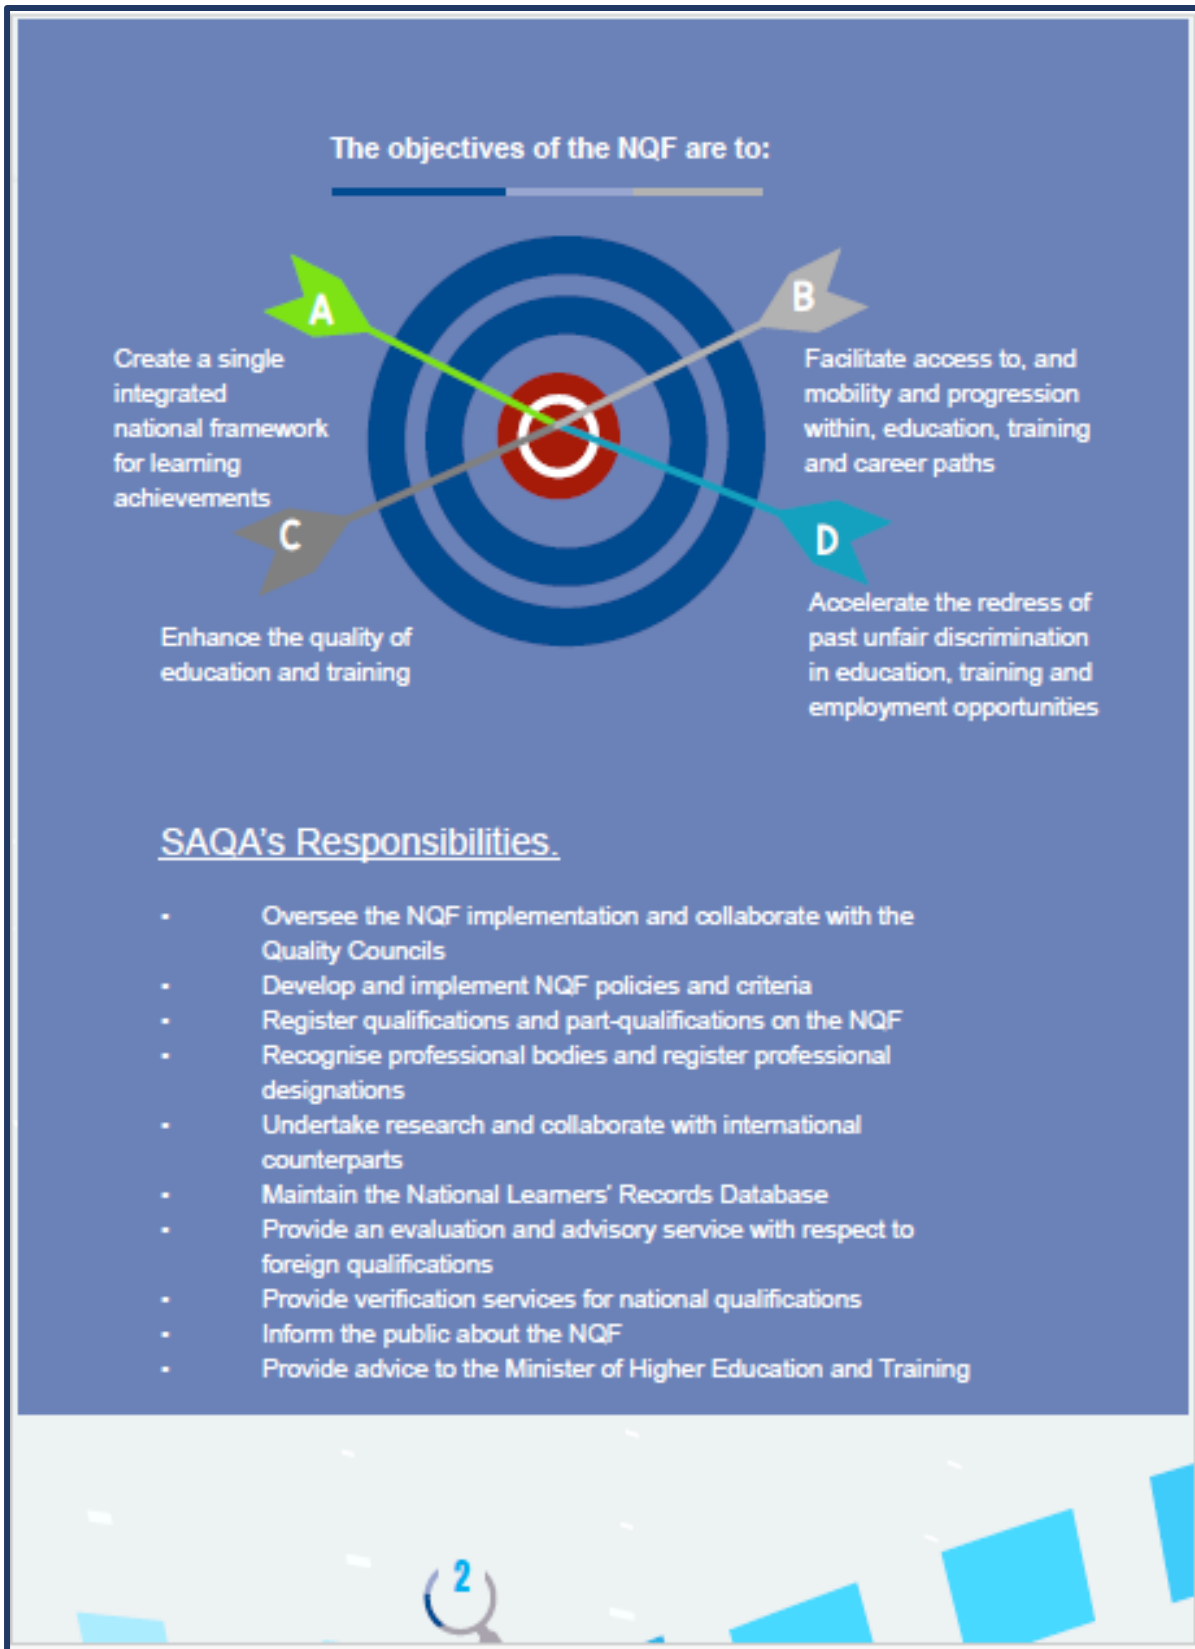 The objectives of the NQF are to:
A
B
Create a single
integrated
national framework
for learning
achievements
Facilitate access to, and
mobility and progression
within, education, training
and career paths
C
D
Enhance the quality of
education and training
Accelerate the redress of
past unfair discrimination
in education, training and
employment opportunities
SAQA's Responsibilities.
- Oversee the NQF implementation and collaborate with the
Quality Councils
- Develop and implement NQF policies and criteria
- Register qualifications and part-qualifications on the NQF
- Recognise professional bodies and register professional
designations
- Undertake research and collaborate with international
counterparts
- Maintain the National Learners' Records Database
- Provide an evaluation and advisory service with respect to
foreign qualifications
- Provide verification services for national qualifications
- Inform the public about the NQF
- Provide advice to the Minister of Higher Education and Training
2